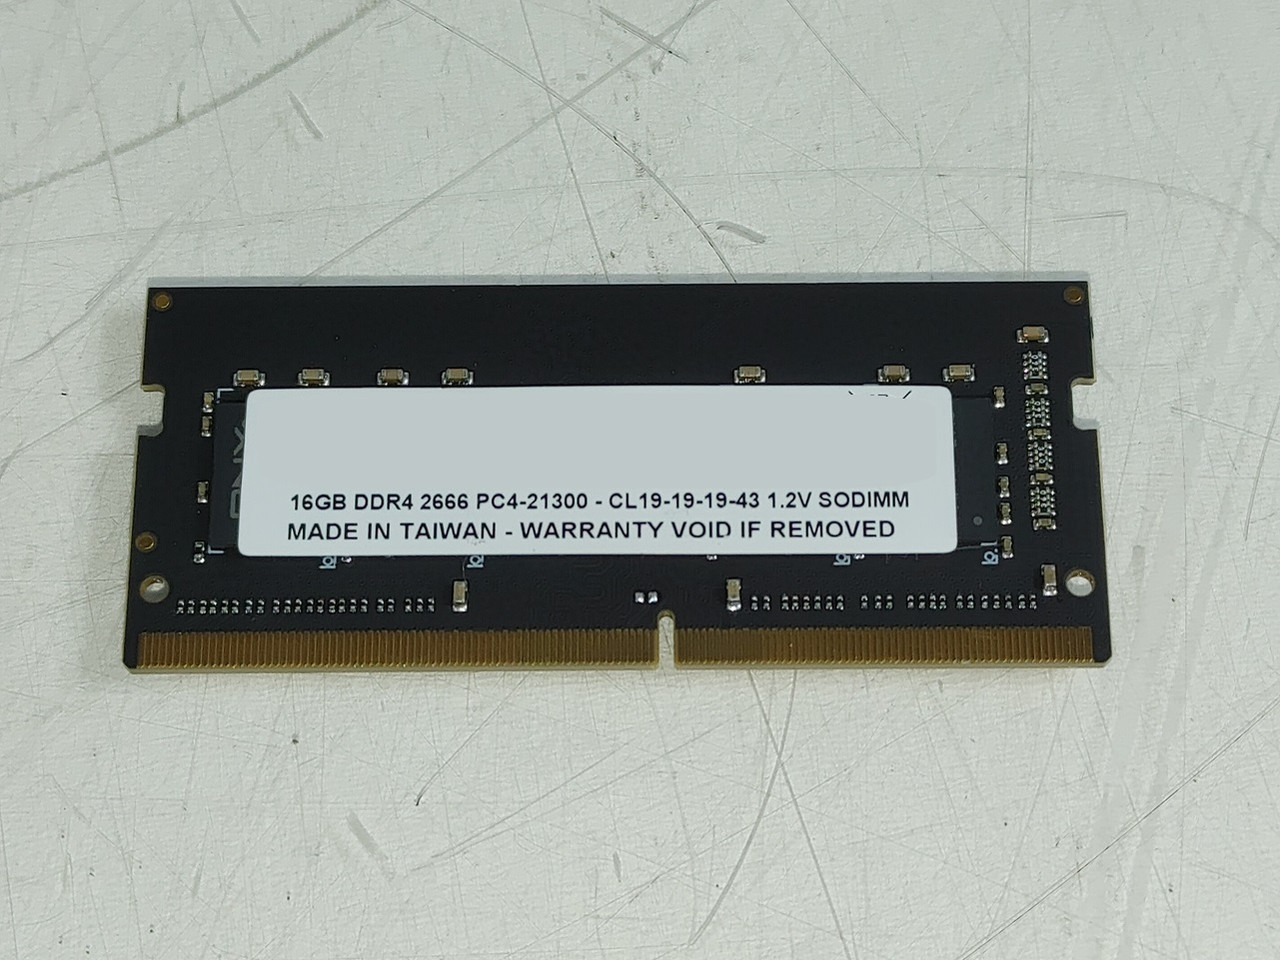 16GB DDR4 2666 PC4-21300 - CL19-19-19-43 1.2V SODIMM
MADE IN TAIWAN - WARRANTY VOID IF REMOVED